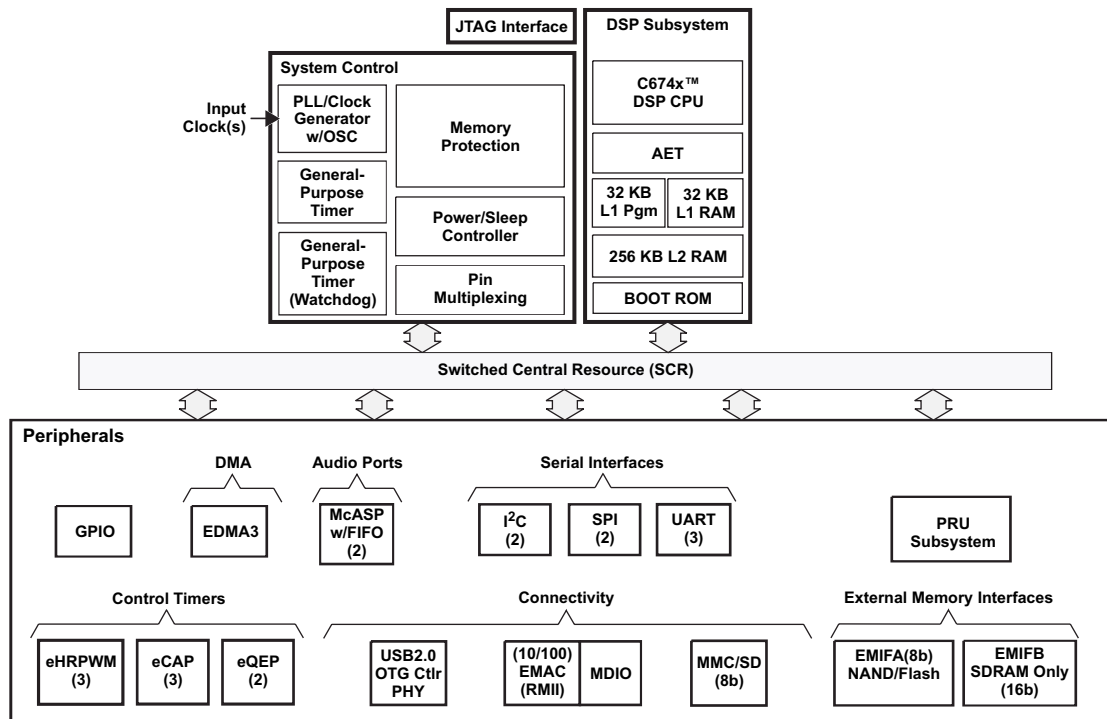 JTAG Interface
DSP Subsystem
System Control
Input
Clock(s)
PLL/Clock
Generator
w/OSC
General-
Purpose
Timer
General-
Purpose
Timer
(Watchdog)
Memory
Protection
Power/Sleep
Controller
Pin
Multiplexing
C674x™
DSP CPU
AET
32 KB
L1 Pgm
32 KB
L1 RAM
256 KB L2 RAM
BOOT ROM
Switched Central Resource (SCR)
Peripherals
DMA
Audio Ports
Serial Interfaces
GPIO
EDMA3
McASP
w/FIFO
(2)
I²C
(2)
SPI
(2)
UART
(3)
PRU
Subsystem
Control Timers
Connectivity
External Memory Interfaces
eHRPWM
(3)
eCAP
(3)
eQEP
(2)
USB2.0
OTG Ctlr
PHY
(10/100)
EMAC
(RMII)
MDIO
MMC/SD
(8b)
EMIFA(8b)
NAND/Flash
EMIFB
SDRAM Only
(16b)